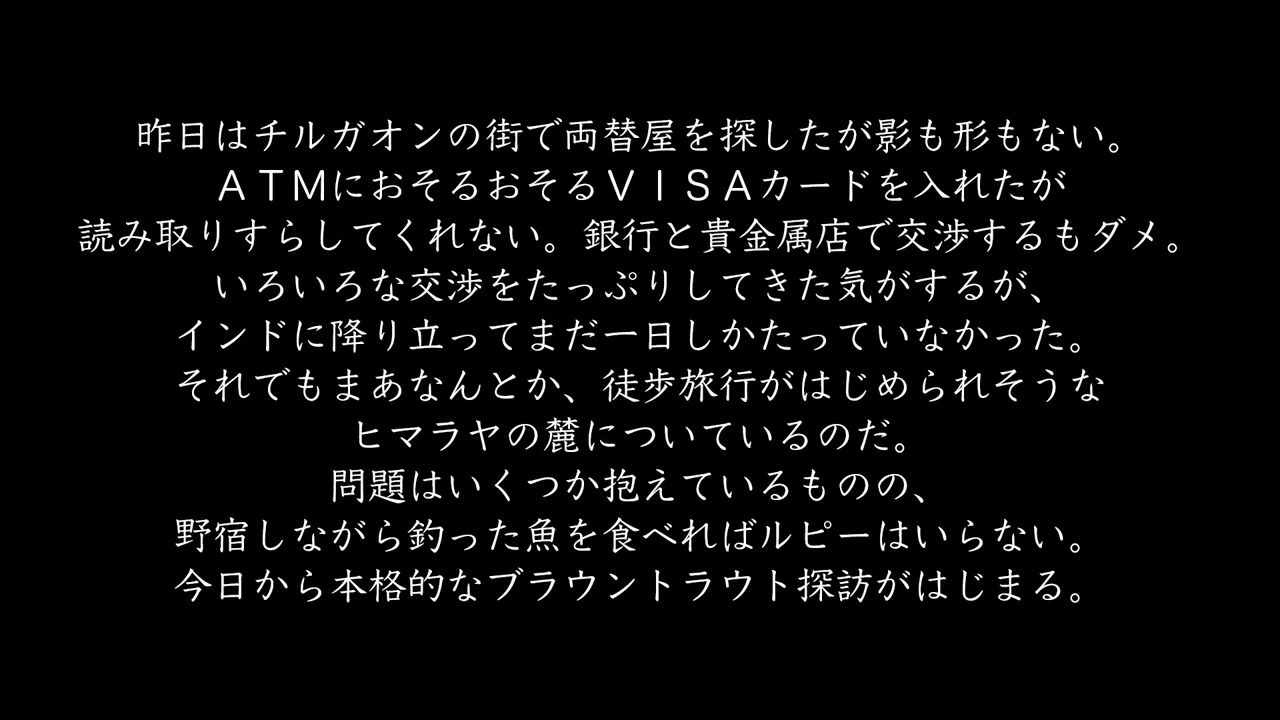 昨日はチルガオンの街で両替屋を探したが影も形もない。
ＡＴＭにおそるおそるＶＩＳＡカードを入れたが
読み取りすらしてくれない。銀行と貴金属店で交渉するもダメ。
いろいろな交渉をたっぷりしてきた気がするが、
インドに降り立ってまだ一日しかたっていなかった。
それでもまあなんとか、徒歩旅行がはじめられそうな
ヒマラヤの麓についているのだ。
問題はいくつか抱えているものの、
野宿しながら釣った魚を食べればルピーはいらない。
今日から本格的なブラウントラウト探訪がはじまる。